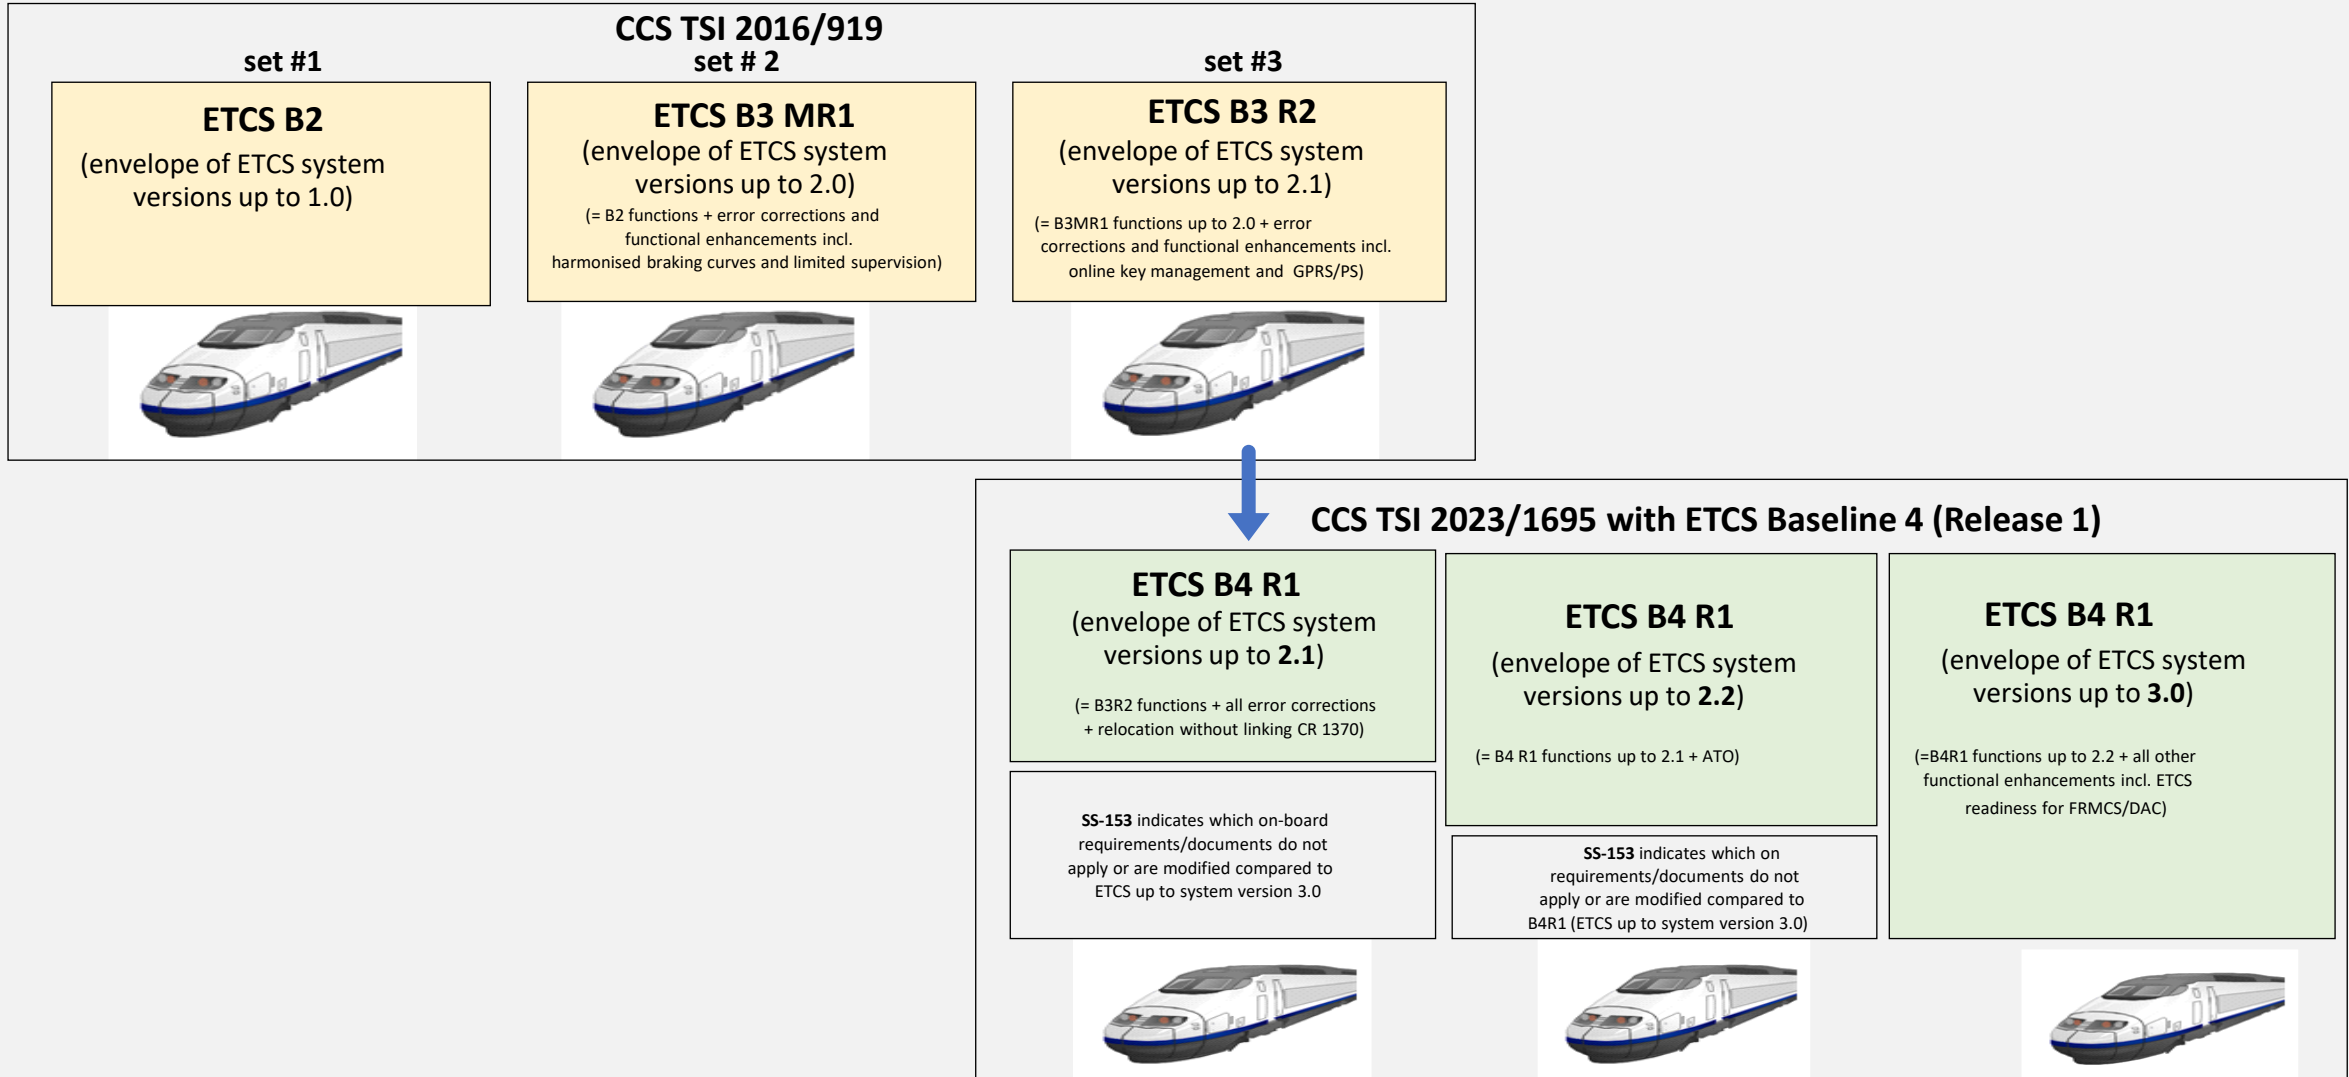 CCS TSI 2016/919
set #1
set # 2
set #3
ETCS B2
(envelope of ETCS system
versions up to 1.0)
ETCS B3 MR1
(envelope of ETCS system
versions up to 2.0)
(= B2 functions + error corrections and
functional enhancements incl.
harmonised braking curves and limited supervision)
ETCS B3 R2
(envelope of ETCS system
versions up to 2.1)
(= B3MR1 functions up to 2.0 + error
corrections and functional enhancements incl.
online key management and GPRS/PS)
CCS TSI 2023/1695 with ETCS Baseline 4 (Release 1)
ETCS B4 R1
(envelope of ETCS system
versions up to 2.1)
(= B3R2 functions + all error corrections
+ relocation without linking CR 1370)
SS-153 indicates which on-board
requirements/documents do not
apply or are modified compared to
ETCS up to system version 3.0
ETCS B4 R1
(envelope of ETCS system
versions up to 2.2)
(= B4 R1 functions up to 2.1 + ATO)
SS-153 indicates which on
requirements/documents do not
apply or are modified compared to
B4R1 (ETCS up to system version 3.0)
ETCS B4 R1
(envelope of ETCS system
versions up to 3.0)
(=B4R1 functions up to 2.2 + all other
functional enhancements incl. ETCS
readiness for FRMCS/DAC)